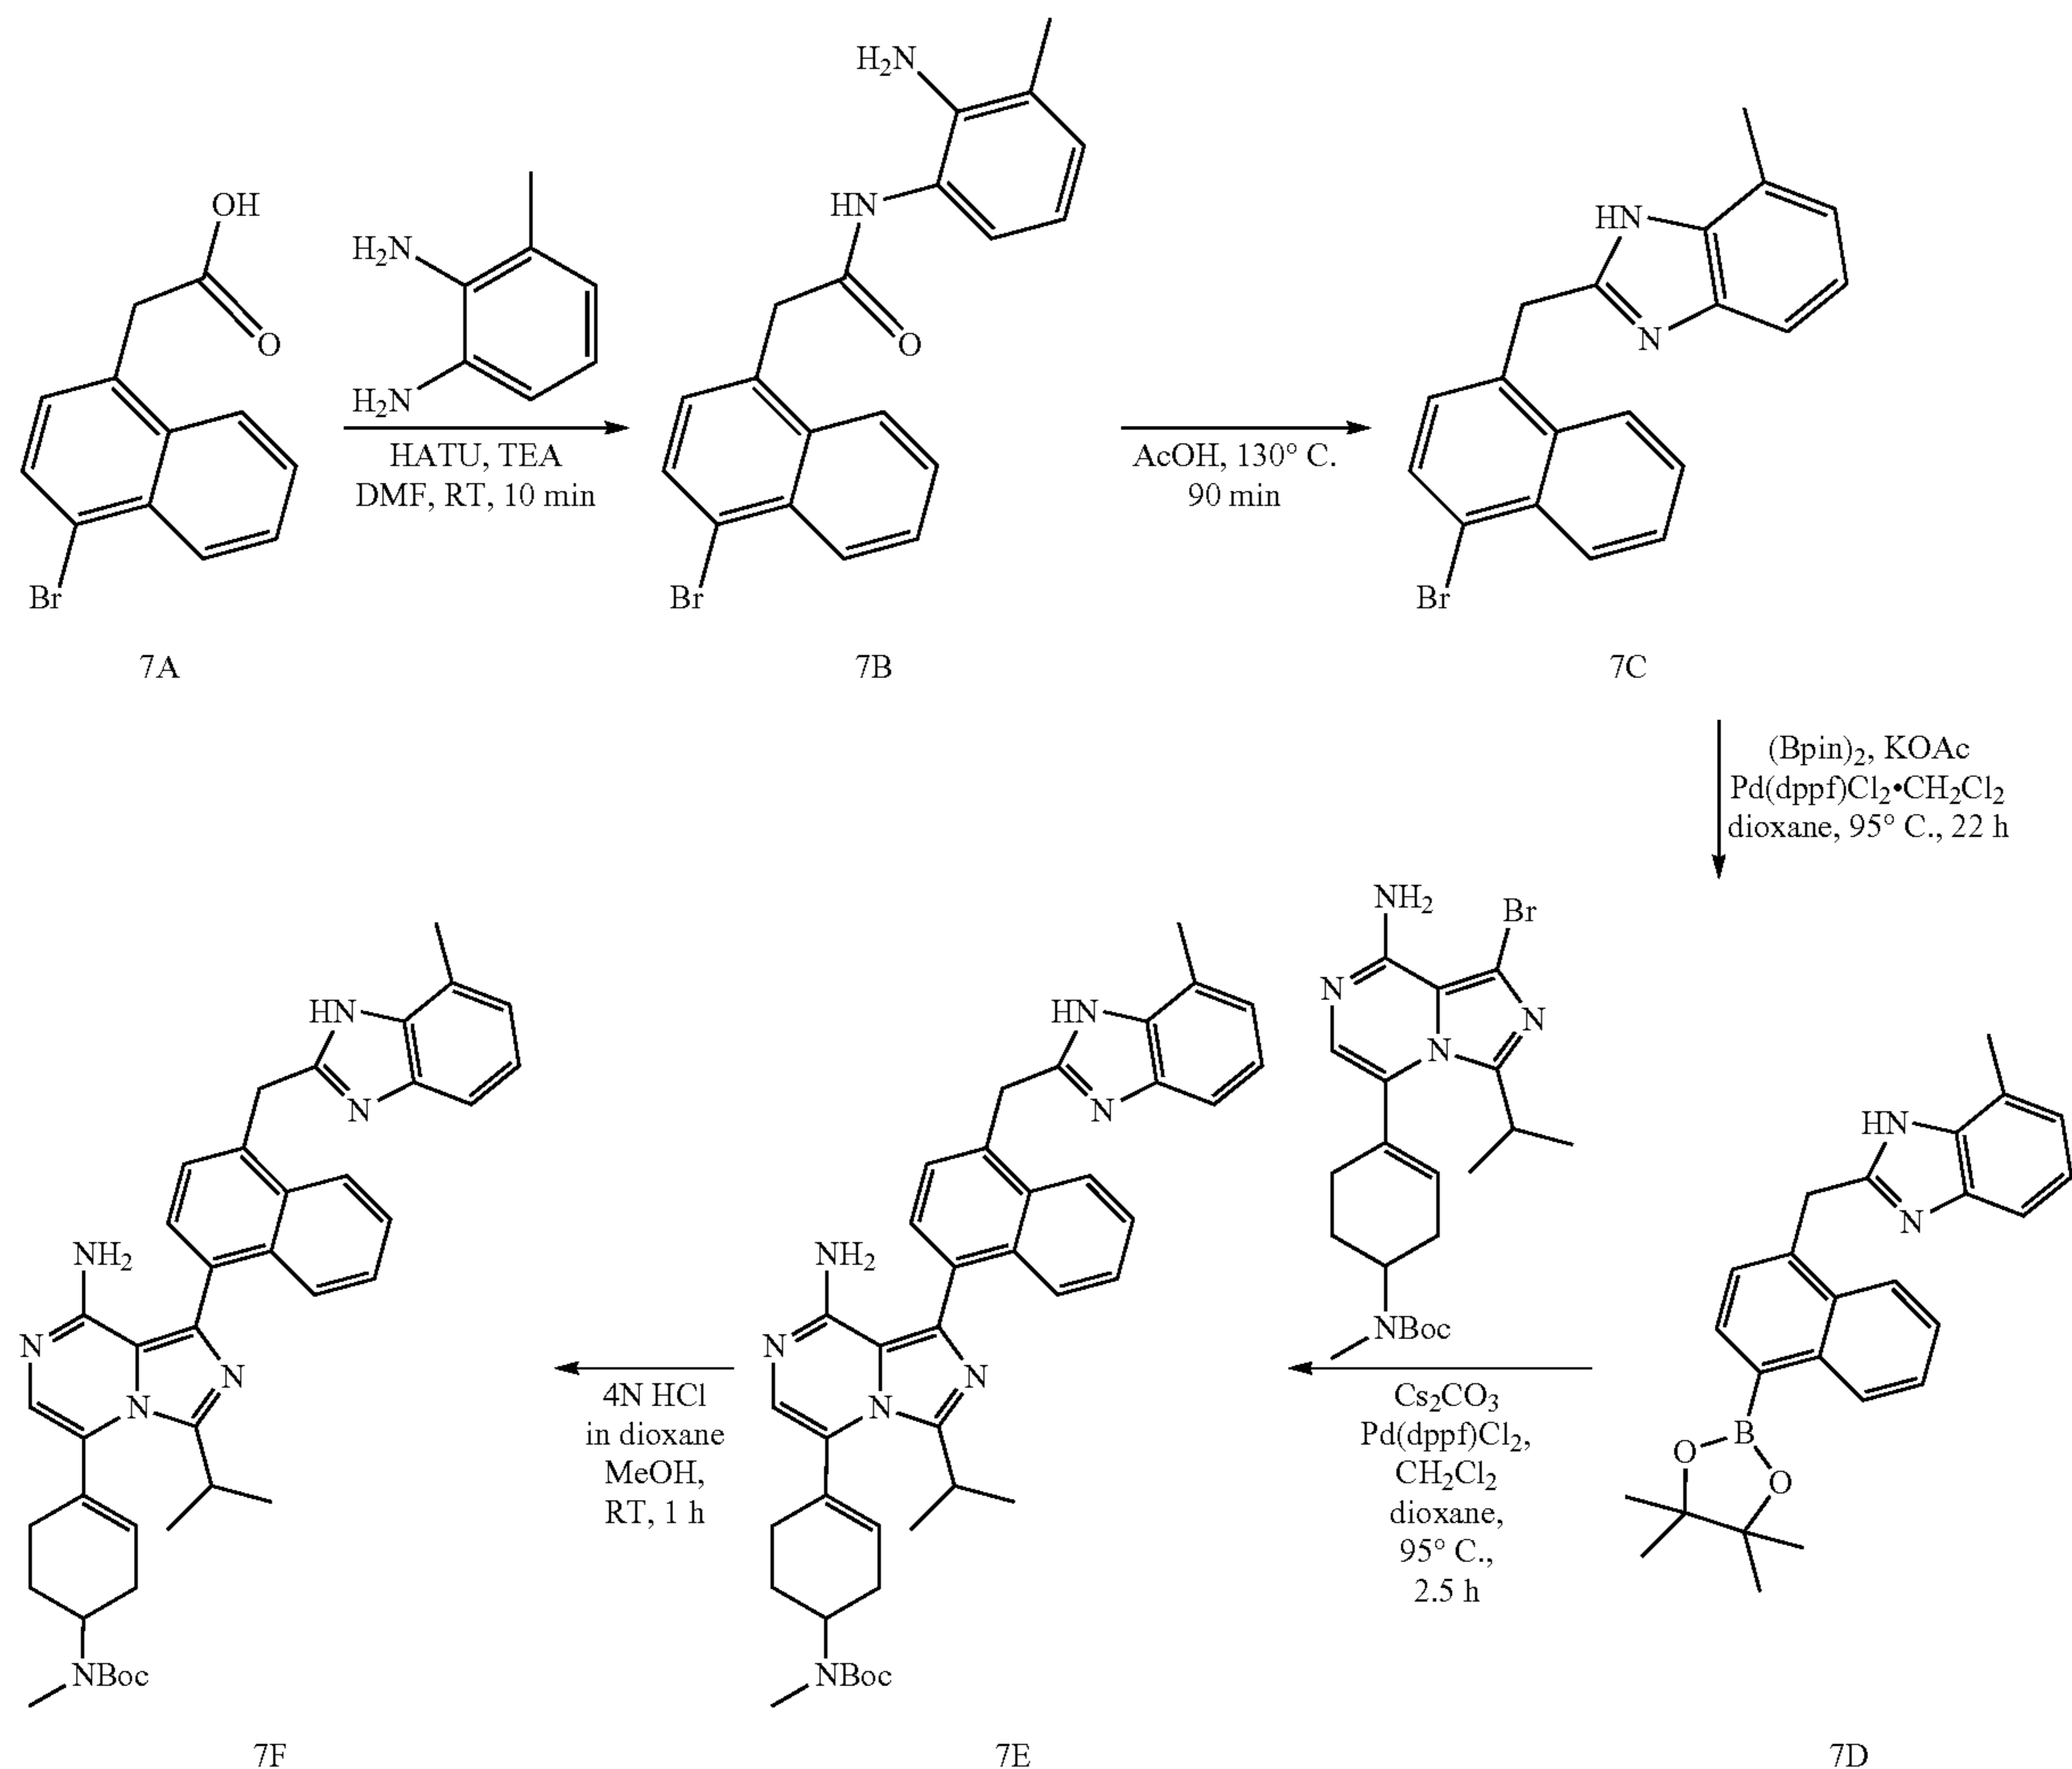 OH
O
Br
7A
H₂N
H₂N
HATU, TEA
DMF, RT, 10 min
H₂N
HN
O
Br
7B
AcOH, 130° C.
90 min
HN
N
Br
7C
(Bpin)₂, KOAc
Pd(dppf)Cl₂•CH₂Cl₂
dioxane, 95° C., 22 h
HN
N
B
O
O
7D
NH₂
Br
N
N
N
NBoc
Cs₂CO₃
Pd(dppf)Cl₂,
CH₂Cl₂
dioxane,
95° C.,
2.5 h
HN
N
NH₂
N
N
N
NBoc
7E
4N HCl
in dioxane
MeOH,
RT, 1 h
HN
N
NH₂
N
N
N
NBoc
7F